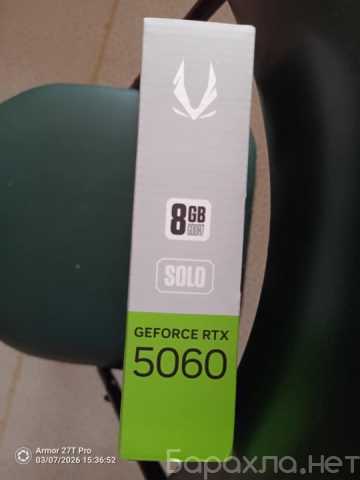 8GB
GDDR7
SOLO
GEFORCE RTX
5060
Armor 27T Pro
03/07/2026 15:36:52
Барахла.нет